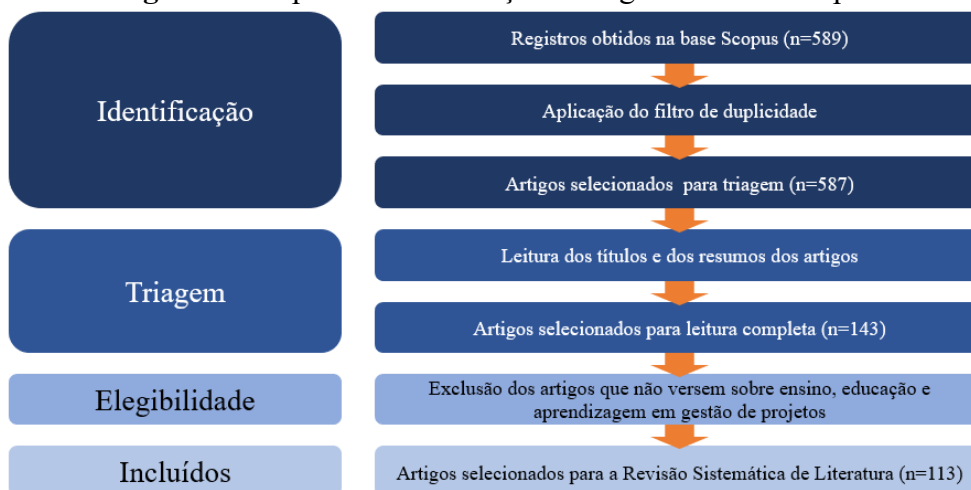 Identificação
Registros obtidos na base Scopus (n=589)
Aplicação do filtro de duplicidade
Artigos selecionados para triagem (n=587)
Triagem
Leitura dos títulos e dos resumos dos artigos
Artigos selecionados para leitura completa (n=143)
Elegibilidade
Exclusão dos artigos que não versem sobre ensino, educação e
aprendizagem em gestão de projetos
Incluídos
Artigos selecionados para a Revisão Sistemática de Literatura (n=113)